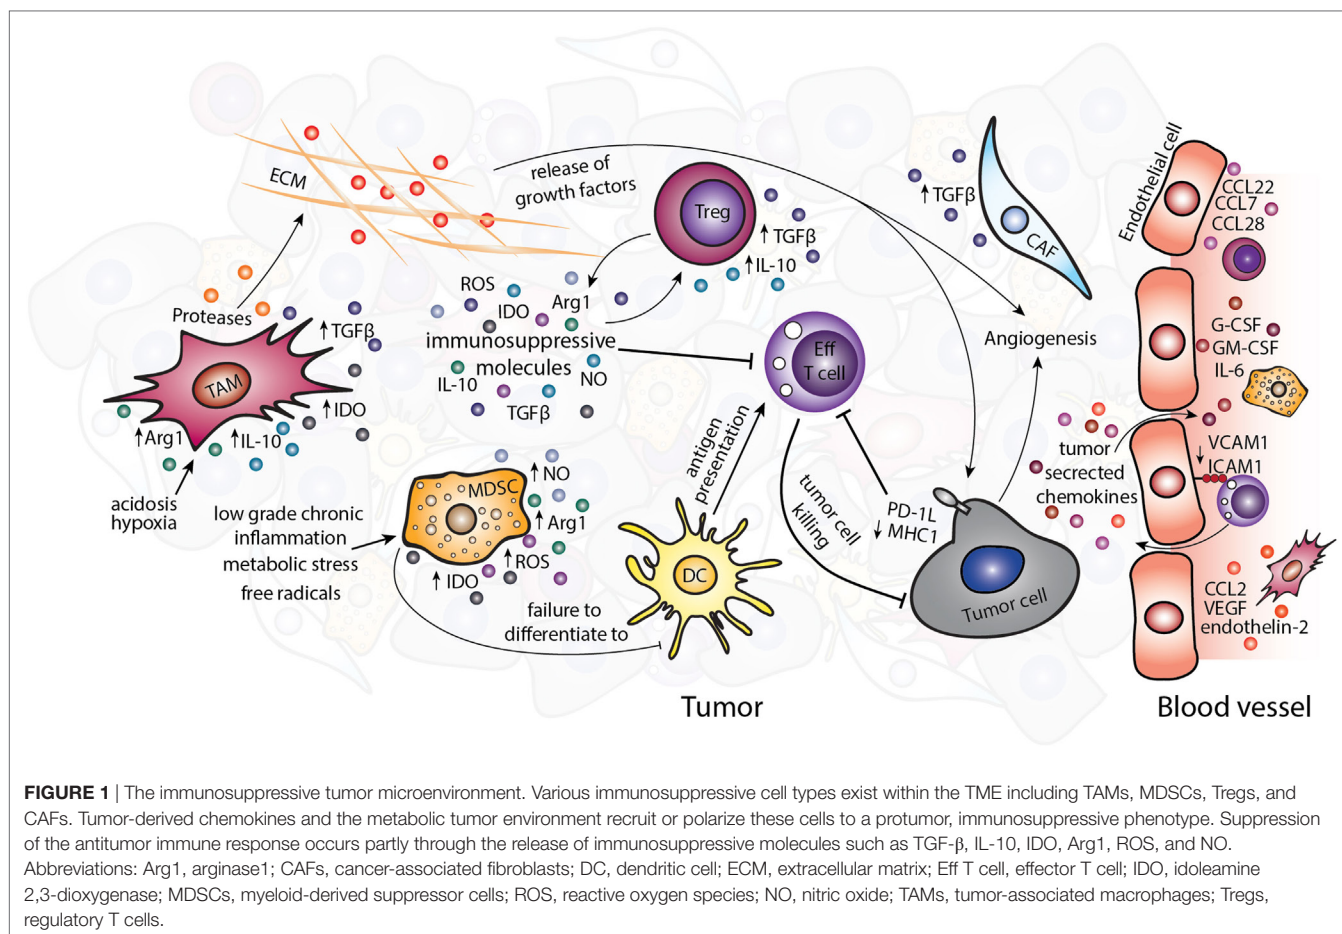 ECM
release of
growth factors
Treg
↑ TGFβ
↑ IL-10
↑ TGFβ
CAF
Endothelial cell
CCL22
CCL7
CCL28
Proteases
TAM
↑ TGFβ
↑ IDO
↑ Arg1
↑ IL-10
acidosis
hypoxia
ROS
IDO
Arg1
immunosuppressive
molecules
IL-10
NO
TGFβ
Eff
T cell
Angiogenesis
G-CSF
GM-CSF
IL-6
antigen
presentation
tumor cell
killing
PD-1L
↓ MHC1
tumor
secrected
chemokines
↓ VCAM1
ICAM1
low grade chronic
inflammation
metabolic stress
free radicals
MDSC
↑ NO
↑ Arg1
↑ ROS
↑ IDO
failure to
differentiate to
DC
Tumor cell
CCL2
VEGF
endothelin-2
Tumor
Blood vessel
FIGURE 1 | The immunosuppressive tumor microenvironment. Various immunosuppressive cell types exist within the TME including TAMs, MDSCs, Tregs, and
CAFs. Tumor-derived chemokines and the metabolic tumor environment recruit or polarize these cells to a protumor, immunosuppressive phenotype. Suppression
of the antitumor immune response occurs partly through the release of immunosuppressive molecules such as TGF-β, IL-10, IDO, Arg1, ROS, and NO.
Abbreviations: Arg1, arginase1; CAFs, cancer-associated fibroblasts; DC, dendritic cell; ECM, extracellular matrix; Eff T cell, effector T cell; IDO, idoleamine
2,3-dioxygenase; MDSCs, myeloid-derived suppressor cells; ROS, reactive oxygen species; NO, nitric oxide; TAMs, tumor-associated macrophages; Tregs,
regulatory T cells.